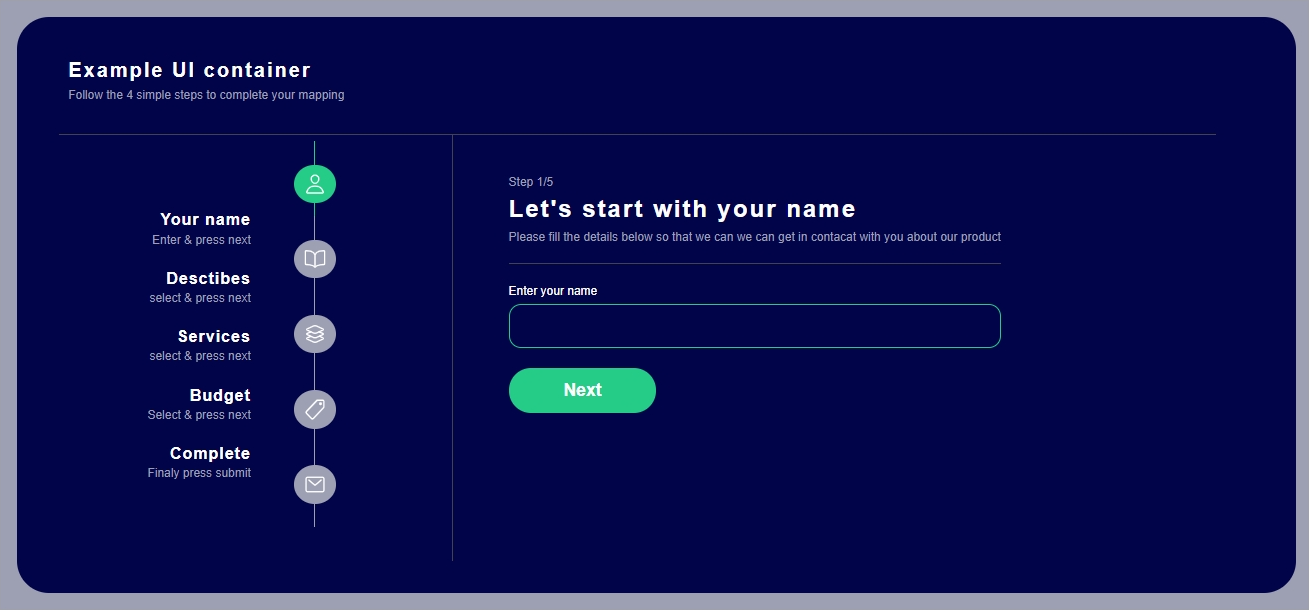 Example UI container
Follow the 4 simple steps to complete your mapping
Your name
Enter & press next
Desctibes
select & press next
Services
select & press next
Budget
Select & press next
Complete
Finaly press submit
Step 1/5
Let's start with your name
Please fill the details below so that we can we can get in contacat with you about our product
Enter your name
Next